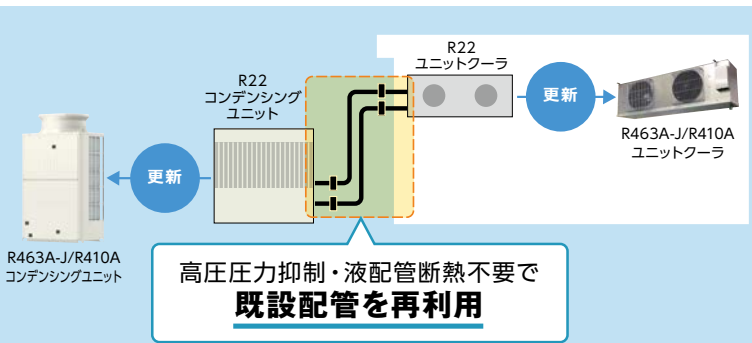 R22
ユニットクーラ
R22
コンデンシング
ユニット
更新
更新
R463A-J/R410A
ユニットクーラ
R463A-J/R410A
コンデンシングユニット
高圧圧力抑制・液配管断熱不要で
既設配管を再利用